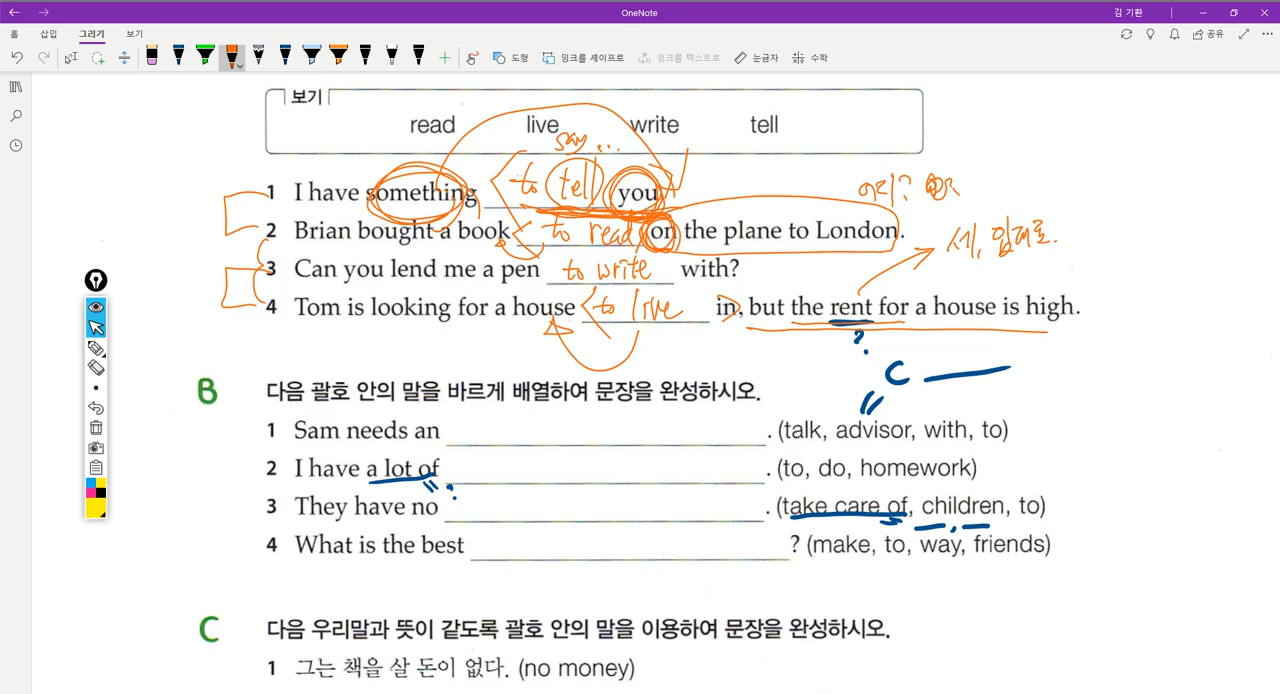 OneNote
김 기환
홈 삽입 그리기 보기
공유
도형 잉크를 셰이프로 잉크를 텍스트로 눈금자 수학
보기
read live write tell
say...
1 I have something to tell you
어디?
2 Brian bought a book to read on the plane to London.
세, 임대료.
3 Can you lend me a pen to write with?
4 Tom is looking for a house to live in, but the rent for a house is high.
?
C
B 다음 괄호 안의 말을 바르게 배열하여 문장을 완성하시오.
1 Sam needs an . (talk, advisor, with, to)
2 I have a lot of . (to, do, homework)
?
3 They have no . (take care of, children, to)
4 What is the best ? (make, to, way, friends)
C 다음 우리말과 뜻이 같도록 괄호 안의 말을 이용하여 문장을 완성하시오.
1 그는 책을 살 돈이 없다. (no money)